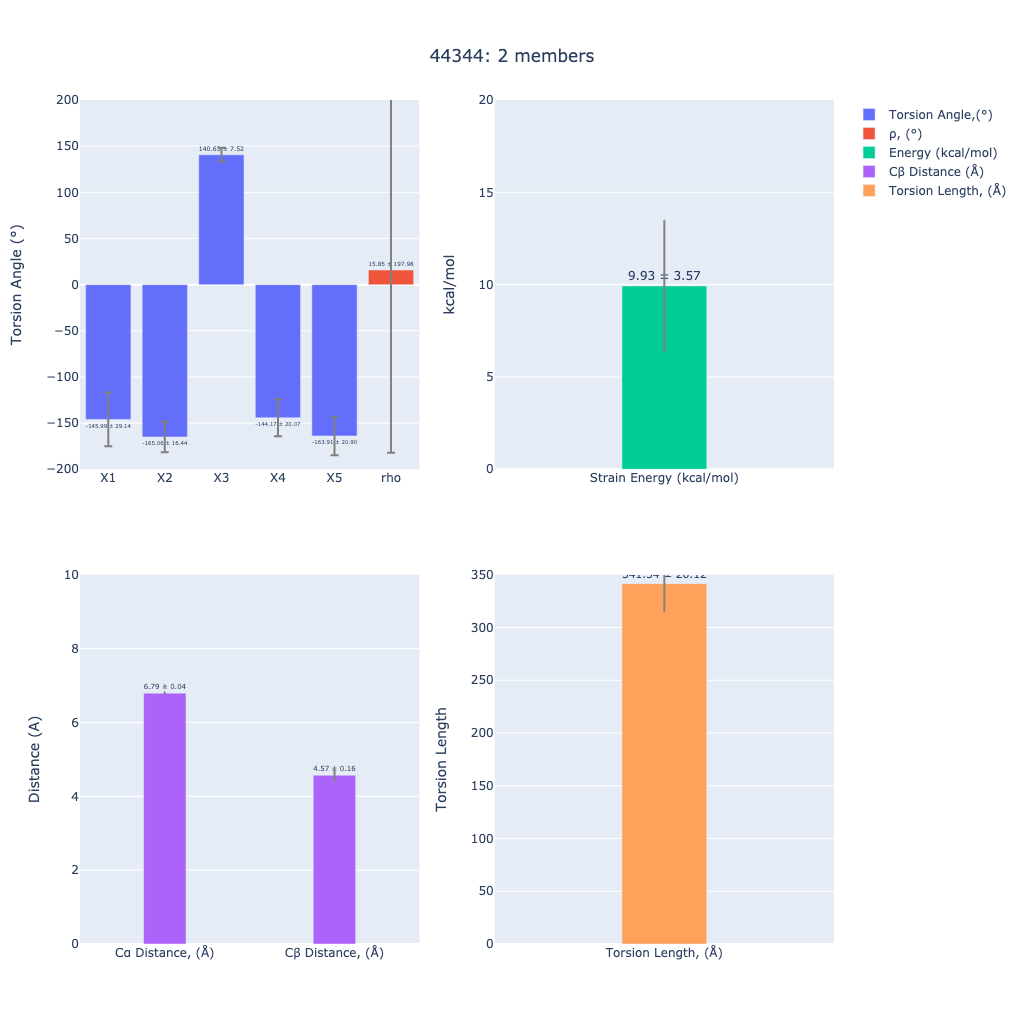 44344: 2 members
Torsion Angle (°)
200
150
100
50
0
−50
−100
−150
−200
-145.99 ± 29.14
-165.06 ± 16.44
140.63 ± 7.52
-144.17 ± 20.07
-163.91 ± 20.90
15.85 ± 197.98
X1 X2 X3 X4 X5 rho
kcal/mol
20
15
10
5
0
9.93 ± 3.57
Strain Energy (kcal/mol)
Torsion Angle,(°)
ρ, (°)
Energy (kcal/mol)
Cβ Distance (Å)
Torsion Length, (Å)
Distance (A)
10
8
6
4
2
0
6.79 ± 0.04
4.57 ± 0.16
Cα Distance, (Å) Cβ Distance, (Å)
Torsion Length
350
300
250
200
150
100
50
0
Torsion Length, (Å)